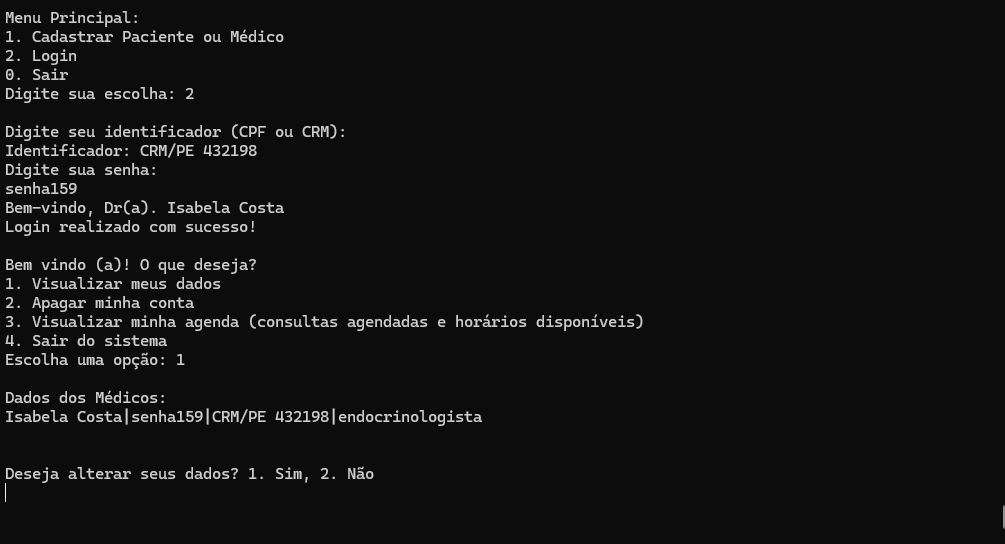 Menu Principal:
1. Cadastrar Paciente ou Médico
2. Login
0. Sair
Digite sua escolha: 2
Digite seu identificador (CPF ou CRM):
Identificador: CRM/PE 432198
Digite sua senha:
senha159
Bem-vindo, Dr(a). Isabela Costa
Login realizado com sucesso!
Bem vindo (a)! O que deseja?
1. Visualizar meus dados
2. Apagar minha conta
3. Visualizar minha agenda (consultas agendadas e horários disponíveis)
4. Sair do sistema
Escolha uma opção: 1
Dados dos Médicos:
Isabela Costa|senha159|CRM/PE 432198|endocrinologista
Deseja alterar seus dados? 1. Sim, 2. Não